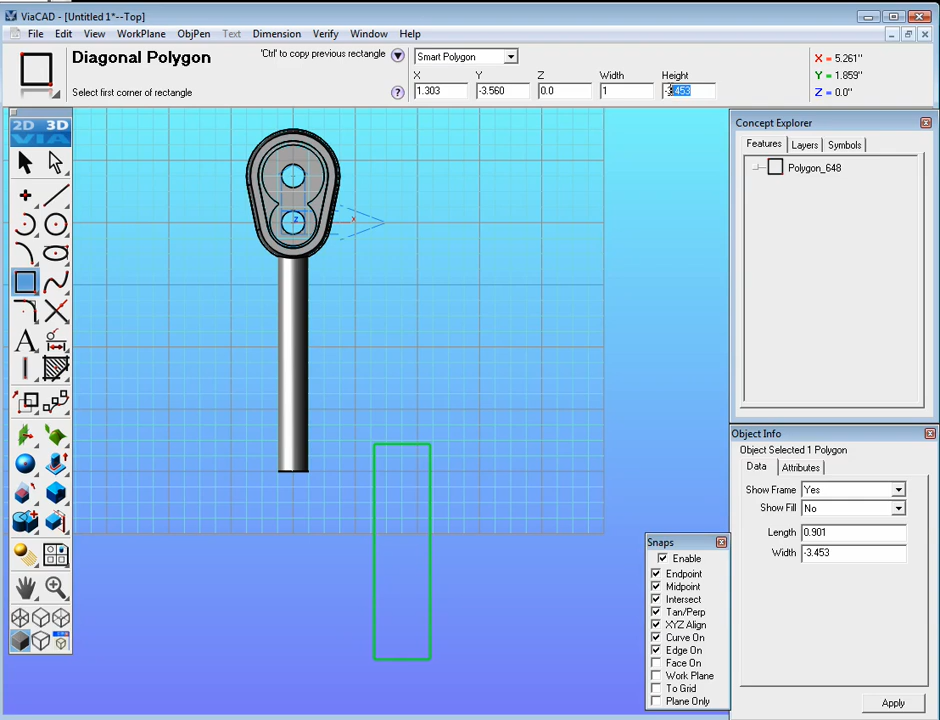 ViaCAD - [Untitled 1*--Top]
File Edit View WorkPlane ObjPen Text Dimension Verify Window Help
Diagonal Polygon
'Ctrl' to copy previous rectangle
Select first corner of rectangle
Smart Polygon
X Y Z Width Height
1.303 -3.560 0.0 1 -3.453
X = 5.261"
Y = 1.859"
Z = 0.0"
2D 3D
VIA
A
z
x
Concept Explorer
Features Layers Symbols
Polygon_648
Object Info
Object Selected 1 Polygon
Data Attributes
Show Frame Yes
Show Fill No
Length 0.901
Width -3.453
Apply
Snaps
Enable
Endpoint
Midpoint
Intersect
Tan/Perp
XYZ Align
Curve On
Edge On
Face On
Work Plane
To Grid
Plane Only